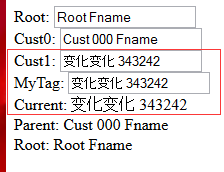 Root: Root Fname
Cust0: Cust 000 Fname
Cust1: 变化变化 343242
MyTag: 变化变化 343242
Current: 变化变化 343242
Parent: Cust 000 Fname
Root: Root Fname